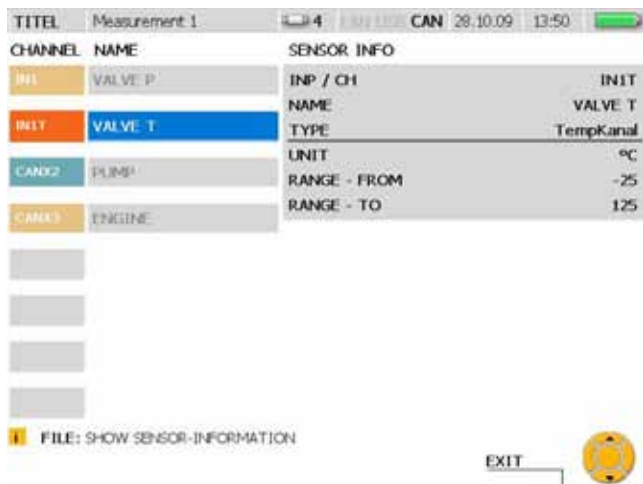 TITEL Measurement 1 4 LAN USB CAN 28.10.09 13:50
CHANNEL NAME SENSOR INFO
IN1 VALVE P INP / CH IN1T
NAME VALVE T
IN1T VALVE T TYPE TempKanal
UNIT °C
CANX2 PUMP RANGE - FROM -25
RANGE - TO 125
CANX3 ENGINE
i FILE: SHOW SENSOR-INFORMATION
EXIT